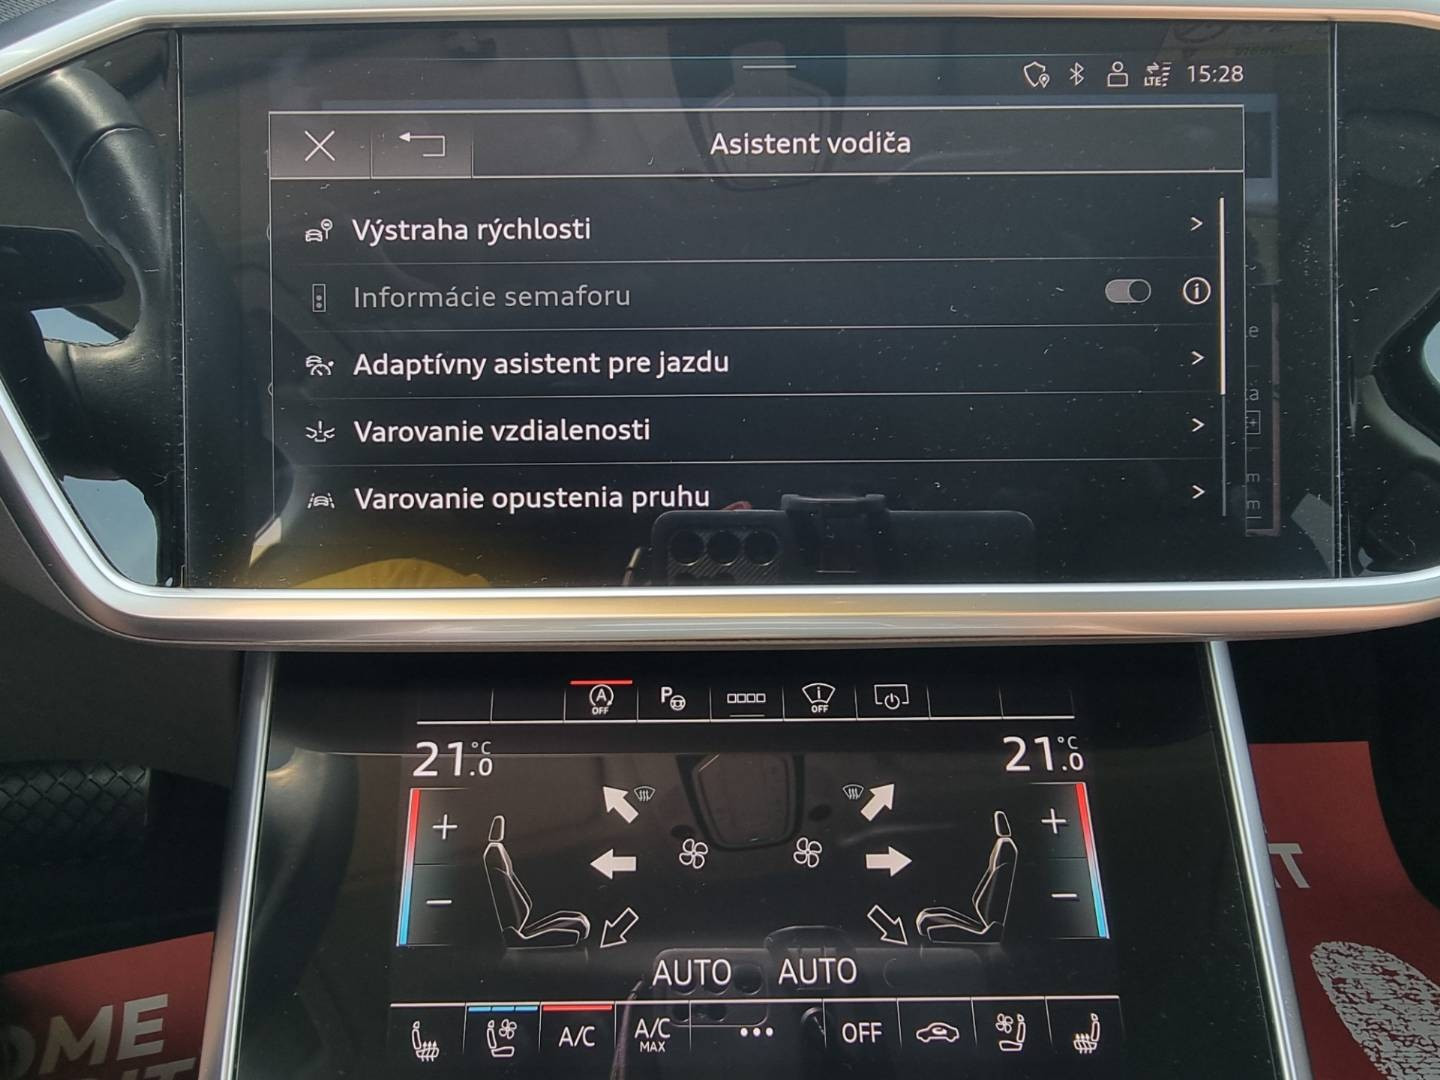 LTE 15:28
Asistent vodiča
Výstraha rýchlosti
Informácie semaforu
Adaptívny asistent pre jazdu
Varovanie vzdialenosti
Varovanie opustenia pruhu
A OFF P OFF
21.0 °C 21.0 °C
AUTO AUTO
A/C A/C MAX OFF